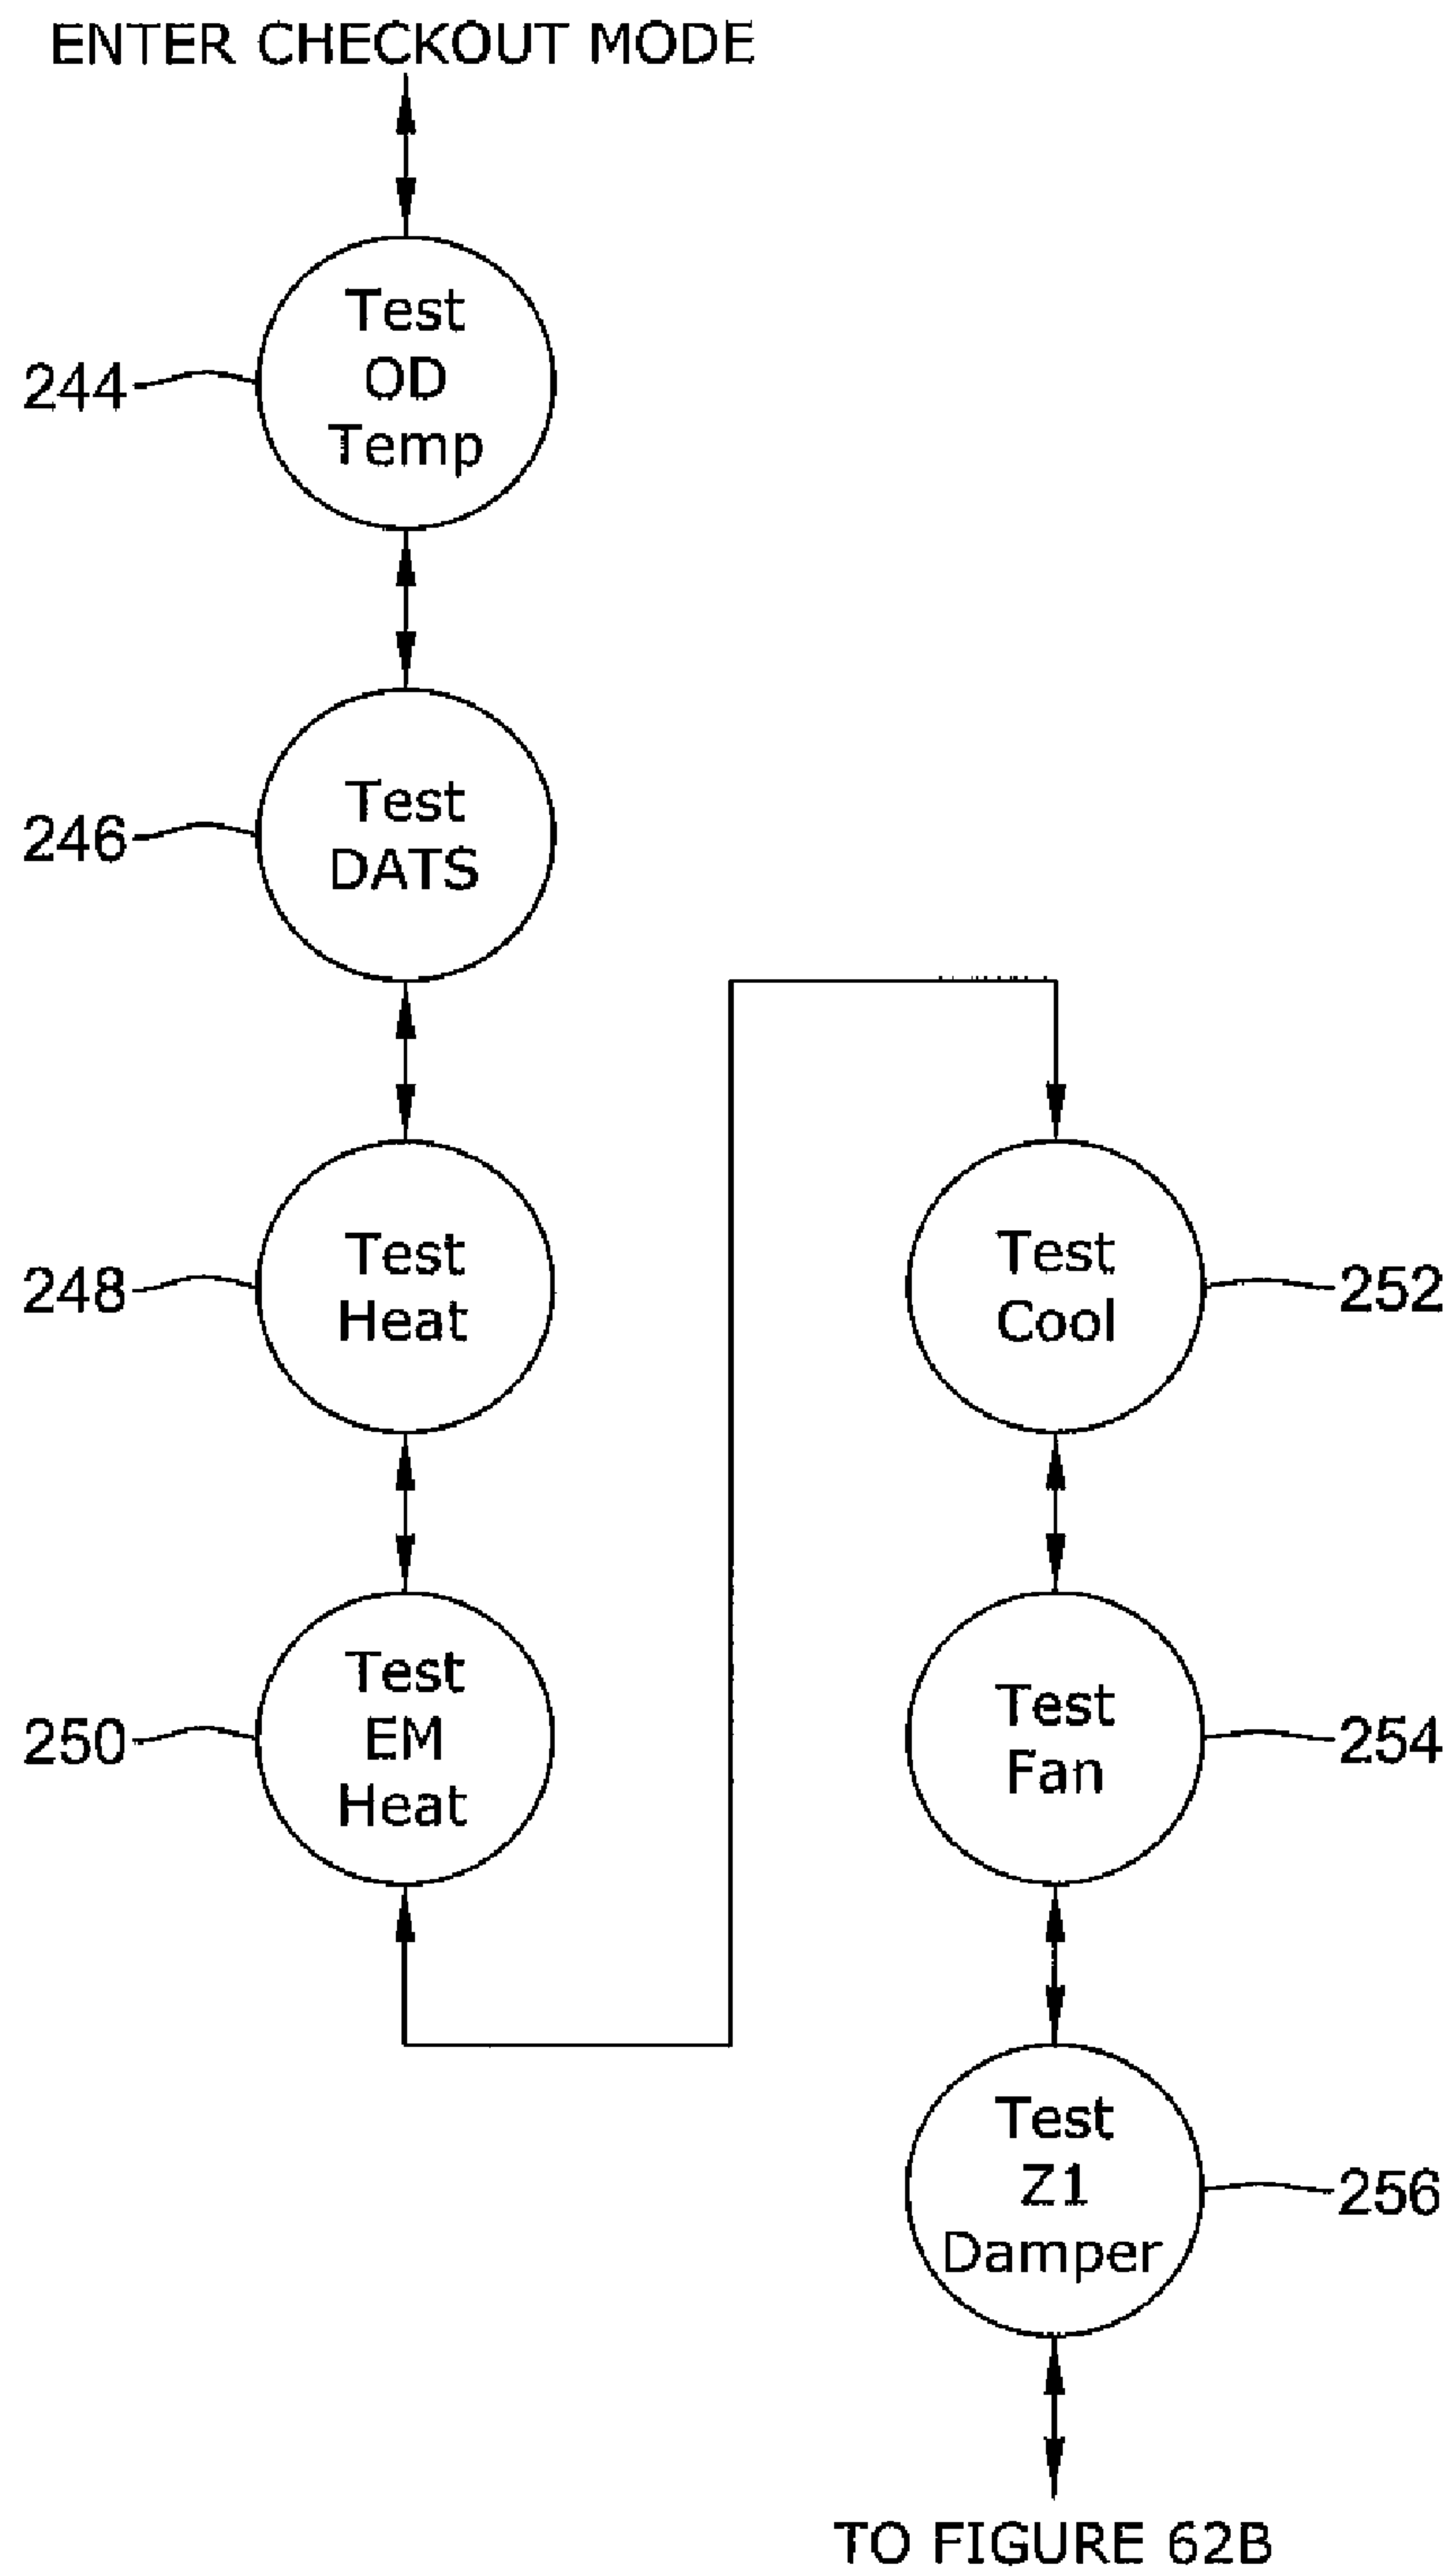 ENTER CHECKOUT MODE
244
Test
OD
Temp
246
Test
DATS
248
Test
Heat
250
Test
EM
Heat
Test
Cool
252
Test
Fan
254
Test
Z1
Damper
256
TO FIGURE 62B